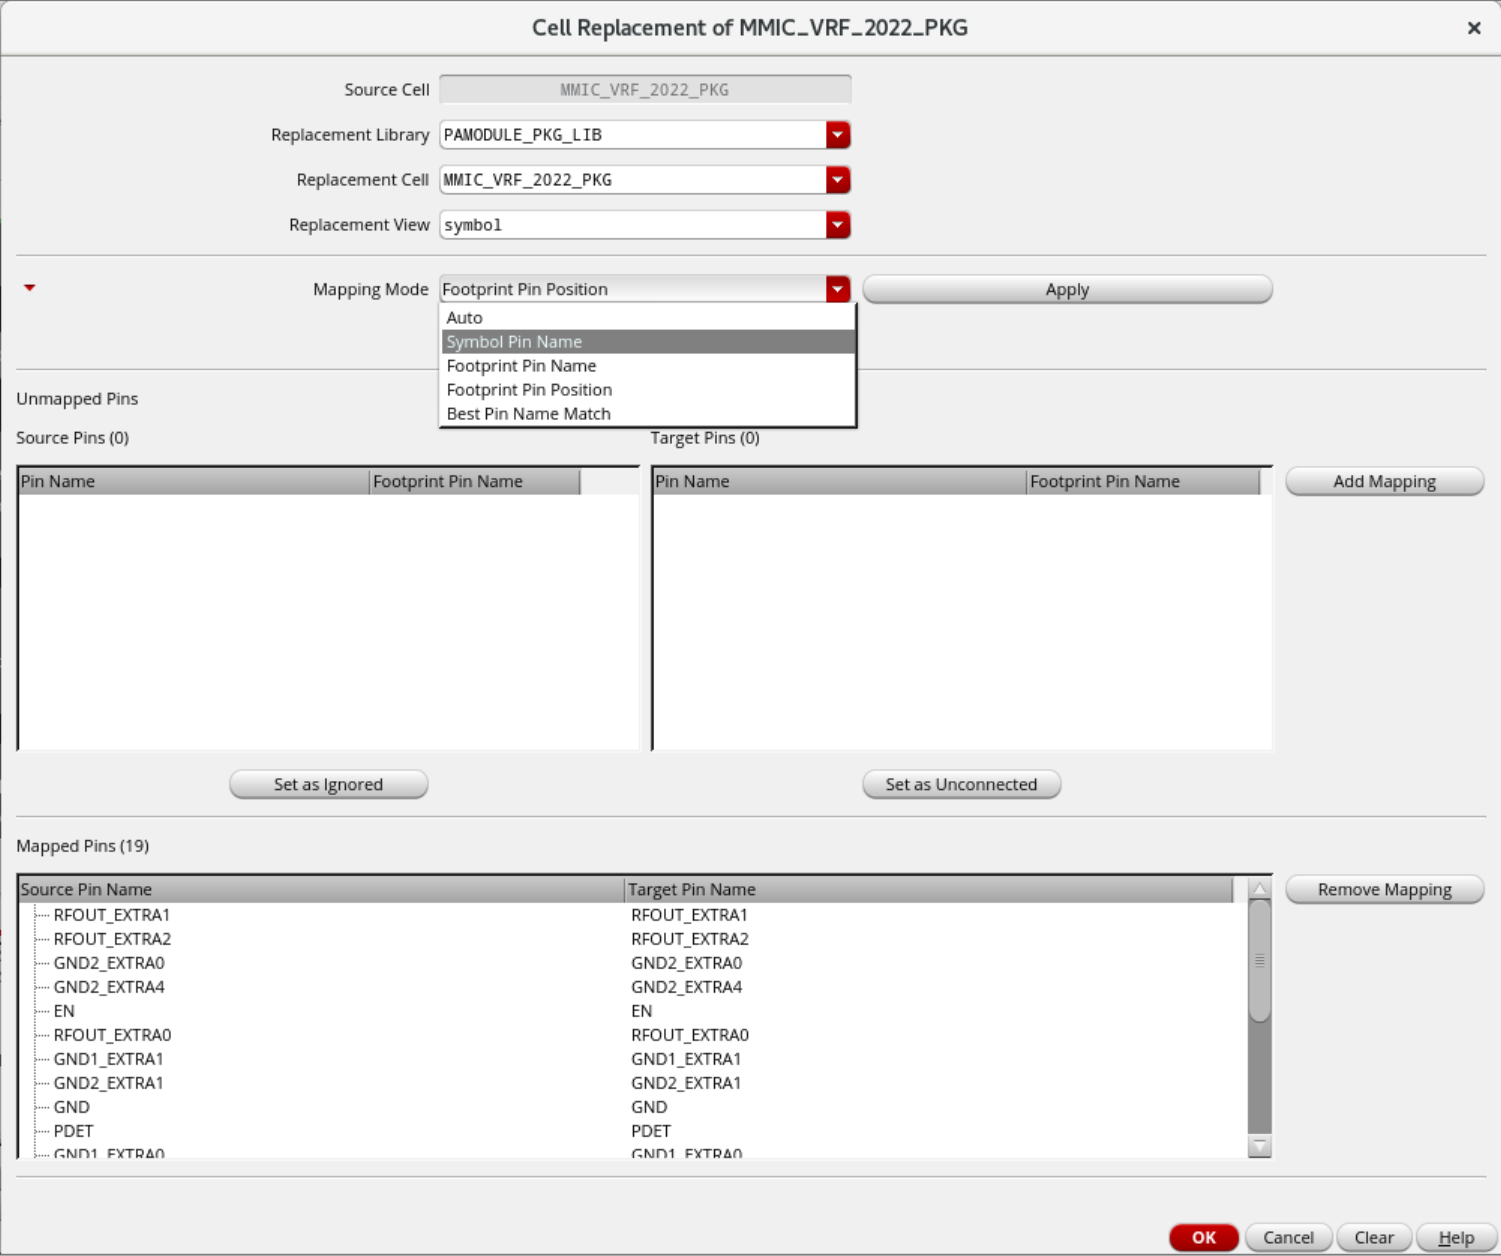 Cell Replacement of MMIC_VRF_2022_PKG
Source Cell MMIC_VRF_2022_PKG
Replacement Library PAMODULE_PKG_LIB
Replacement Cell MMIC_VRF_2022_PKG
Replacement View symbol
Mapping Mode Footprint Pin Position Apply
Auto
Symbol Pin Name
Footprint Pin Name
Footprint Pin Position
Best Pin Name Match
Unmapped Pins
Source Pins (0) Target Pins (0)
Pin Name Footprint Pin Name Pin Name Footprint Pin Name Add Mapping
Set as Ignored Set as Unconnected
Mapped Pins (19)
Source Pin Name Target Pin Name Remove Mapping
RFOUT_EXTRA1 RFOUT_EXTRA1
RFOUT_EXTRA2 RFOUT_EXTRA2
GND2_EXTRA0 GND2_EXTRA0
GND2_EXTRA4 GND2_EXTRA4
EN EN
RFOUT_EXTRA0 RFOUT_EXTRA0
GND1_EXTRA1 GND1_EXTRA1
GND2_EXTRA1 GND2_EXTRA1
GND GND
PDET PDET
GND1_EXTRA0 GND1_EXTRA0
OK Cancel Clear Help